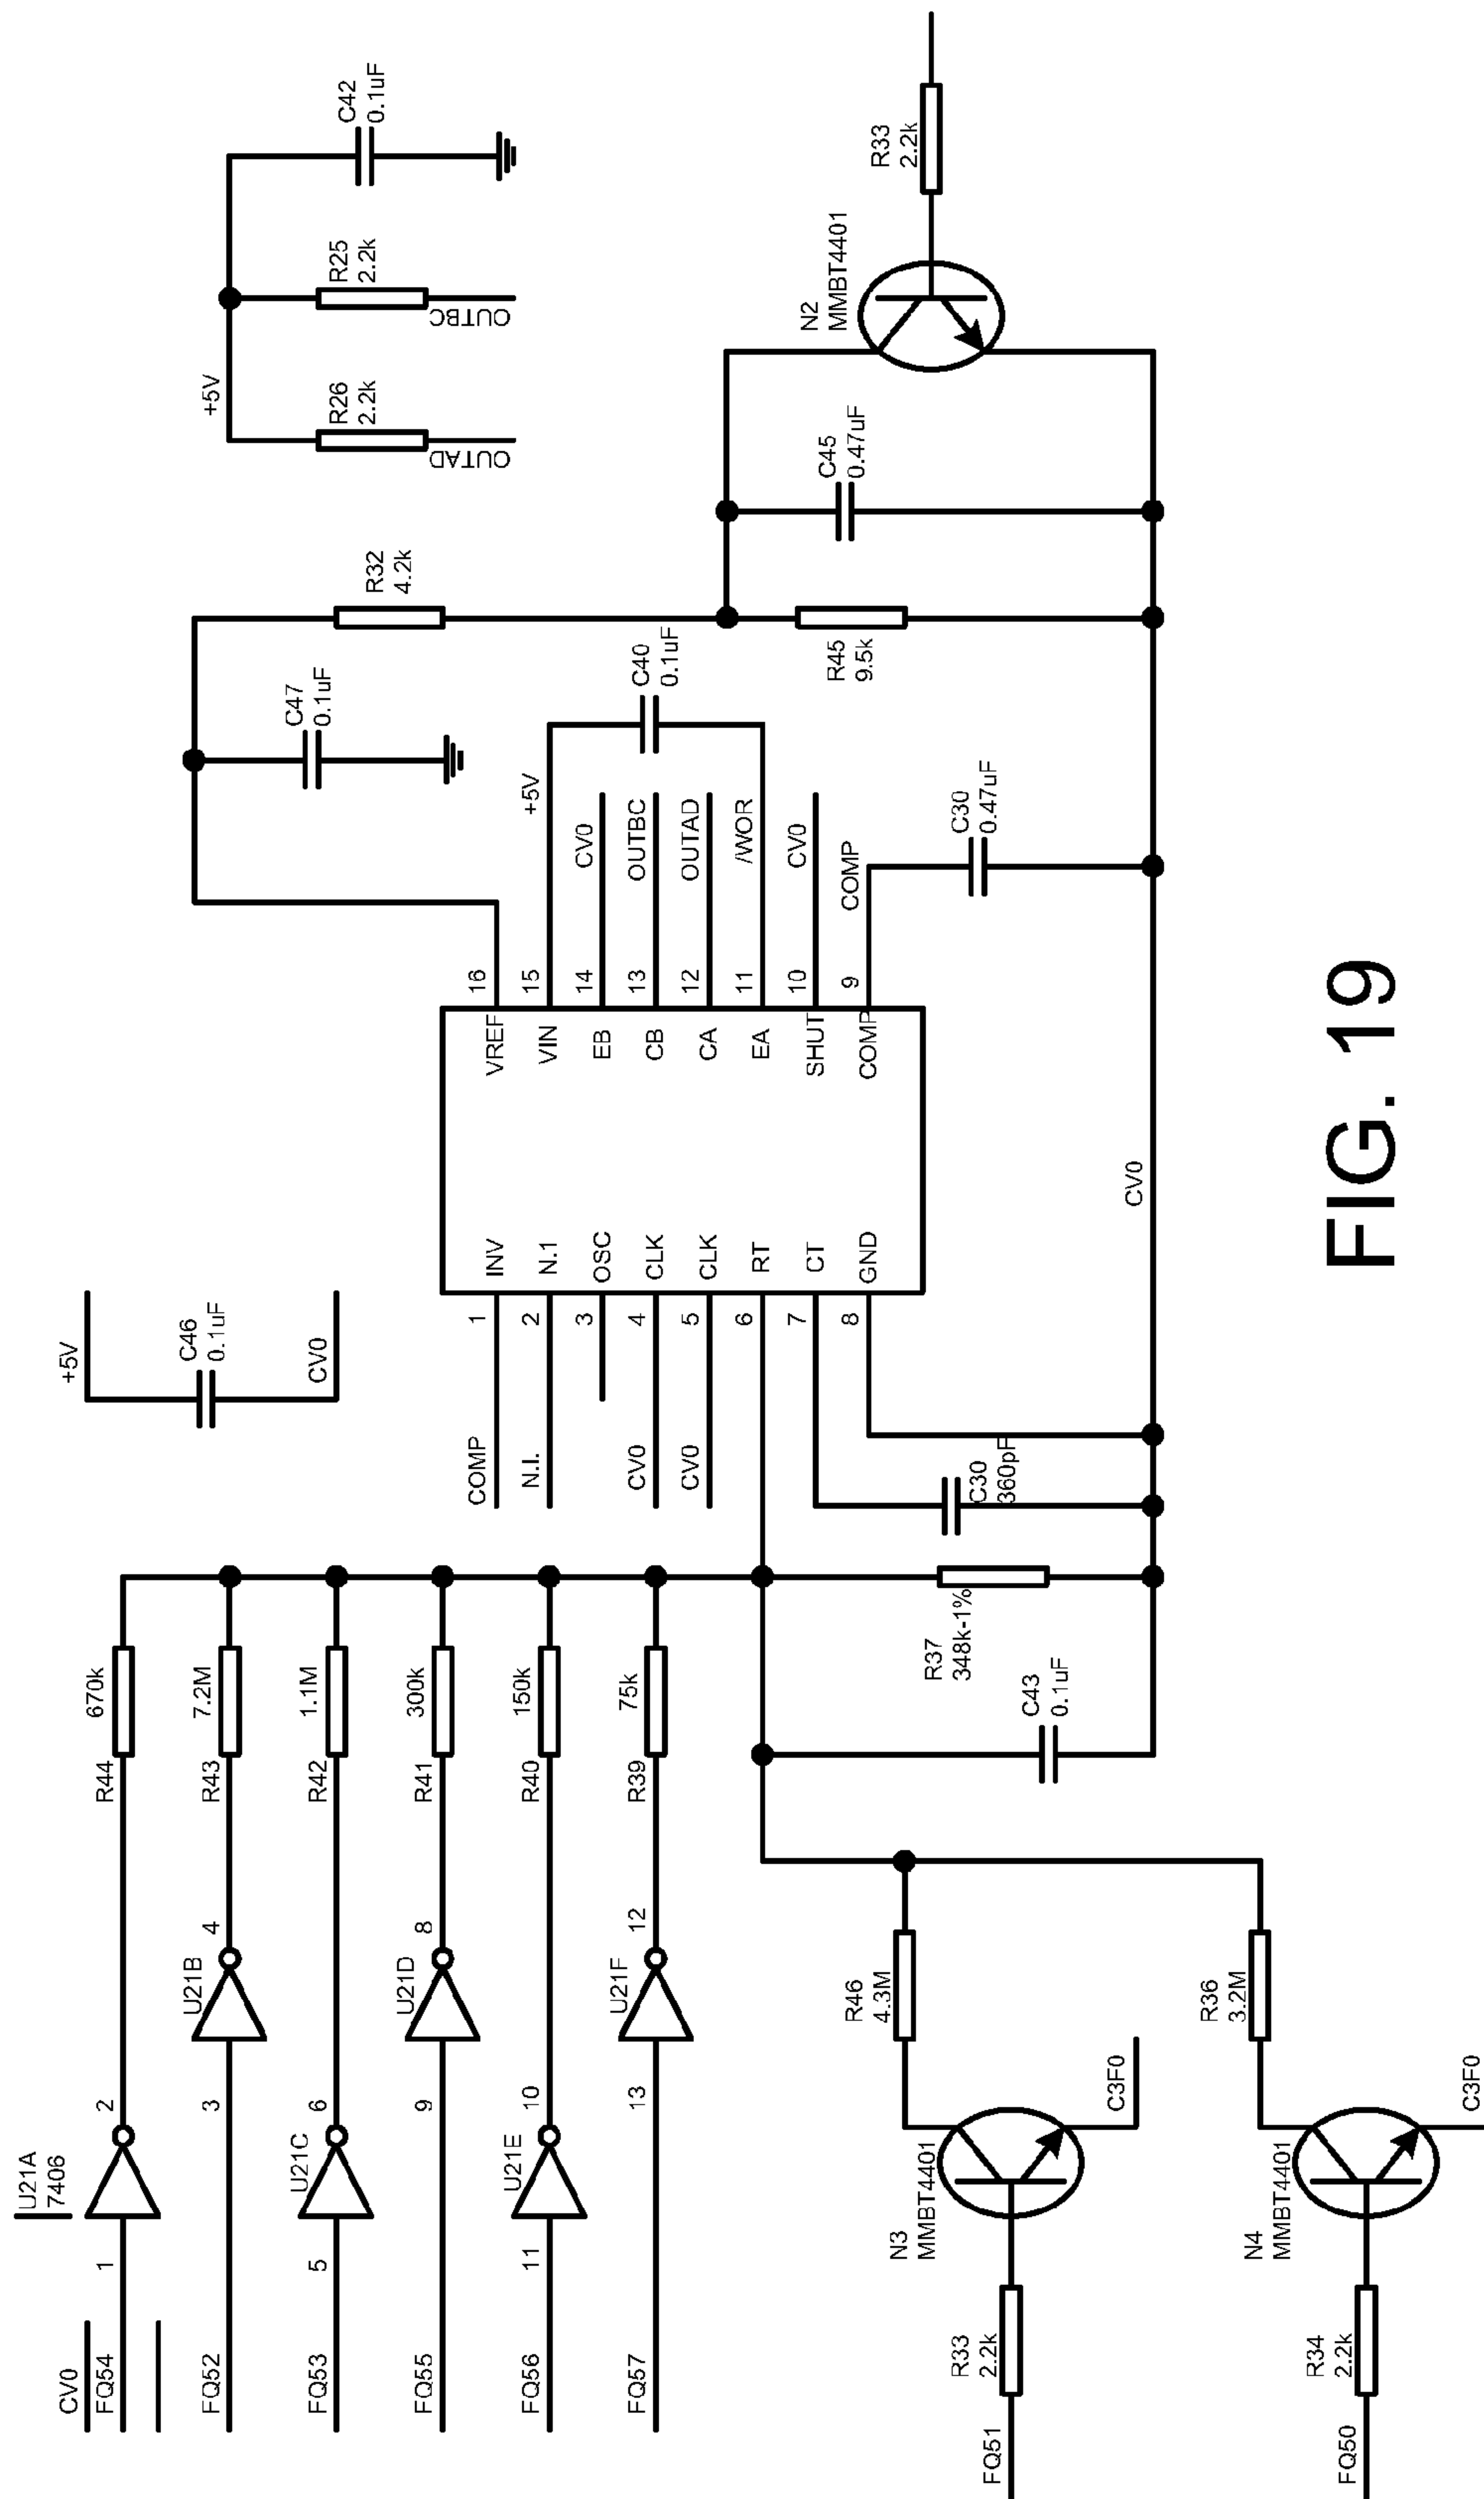 U21A
7406
CV0
FQ54
1
2
R44
670k
FQ52
3
U21B
4
R43
7.2M
FQ53
5
U21C
6
R42
1.1M
FQ55
9
U21D
8
R41
300k
FQ56
11
U21E
10
R40
150k
FQ57
13
U21F
12
R39
75k
+5V
C46
0.1uF
CV0
COMP
1
INV
N.I.
2
N.1
3
OSC
CV0
4
CLK
CV0
5
CLK
6
RT
7
CT
8
GND
VREF
16
VIN
15
+5V
EB
14
CV0
CB
13
OUTBC
CA
12
OUTAD
EA
11
/WOR
SHUT
10
CV0
COMP
9
COMP
C47
0.1uF
C40
0.1uF
R32
4.2k
R45
9.5k
C30
0.47uF
C45
0.47uF
+5V
R26
2.2k
OUTAD
R25
2.2k
OUTBC
C42
0.1uF
N2
MMBT4401
R33
2.2k
C30
360pF
R37
348k-1%
C43
0.1uF
CV0
FQ51
R33
2.2k
N3
MMBT4401
R46
4.3M
C3F0
FQ50
R34
2.2k
N4
MMBT4401
R36
3.2M
C3F0
FIG. 19